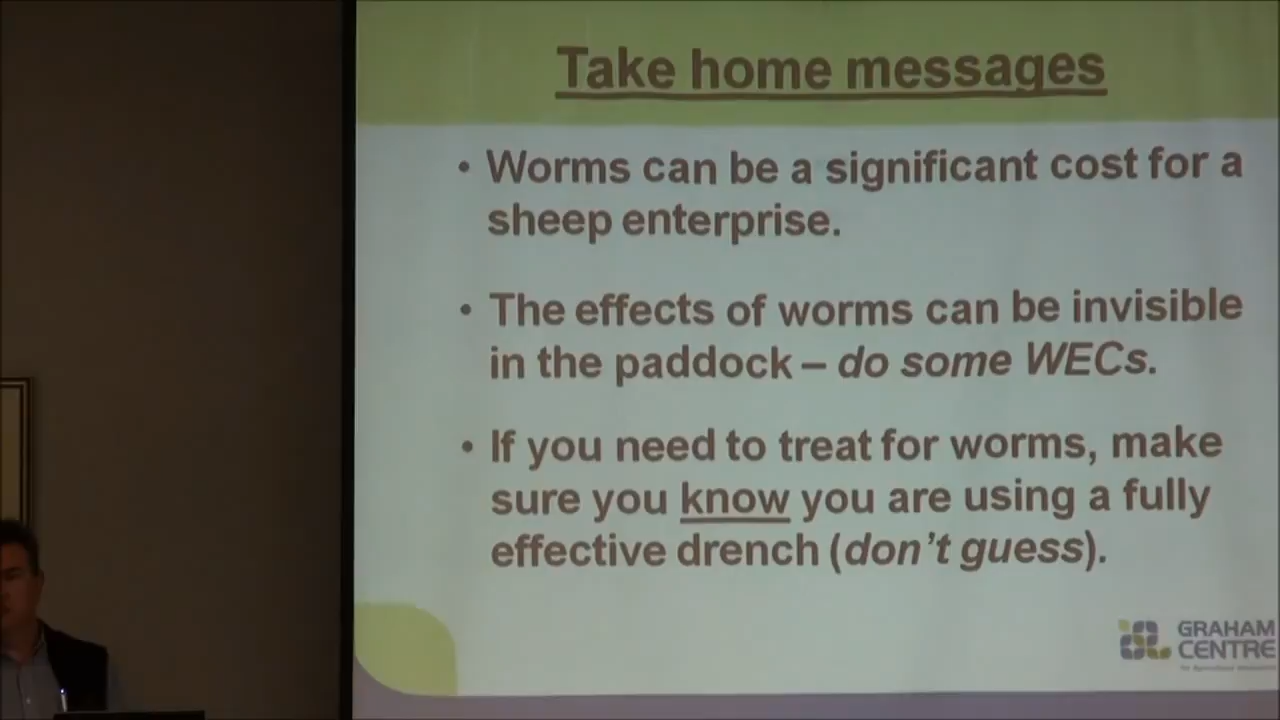 Take home messages
• Worms can be a significant cost for a
sheep enterprise.
• The effects of worms can be invisible
in the paddock – do some WECs.
• If you need to treat for worms, make
sure you know you are using a fully
effective drench (don't guess).
GRAHAM
CENTRE